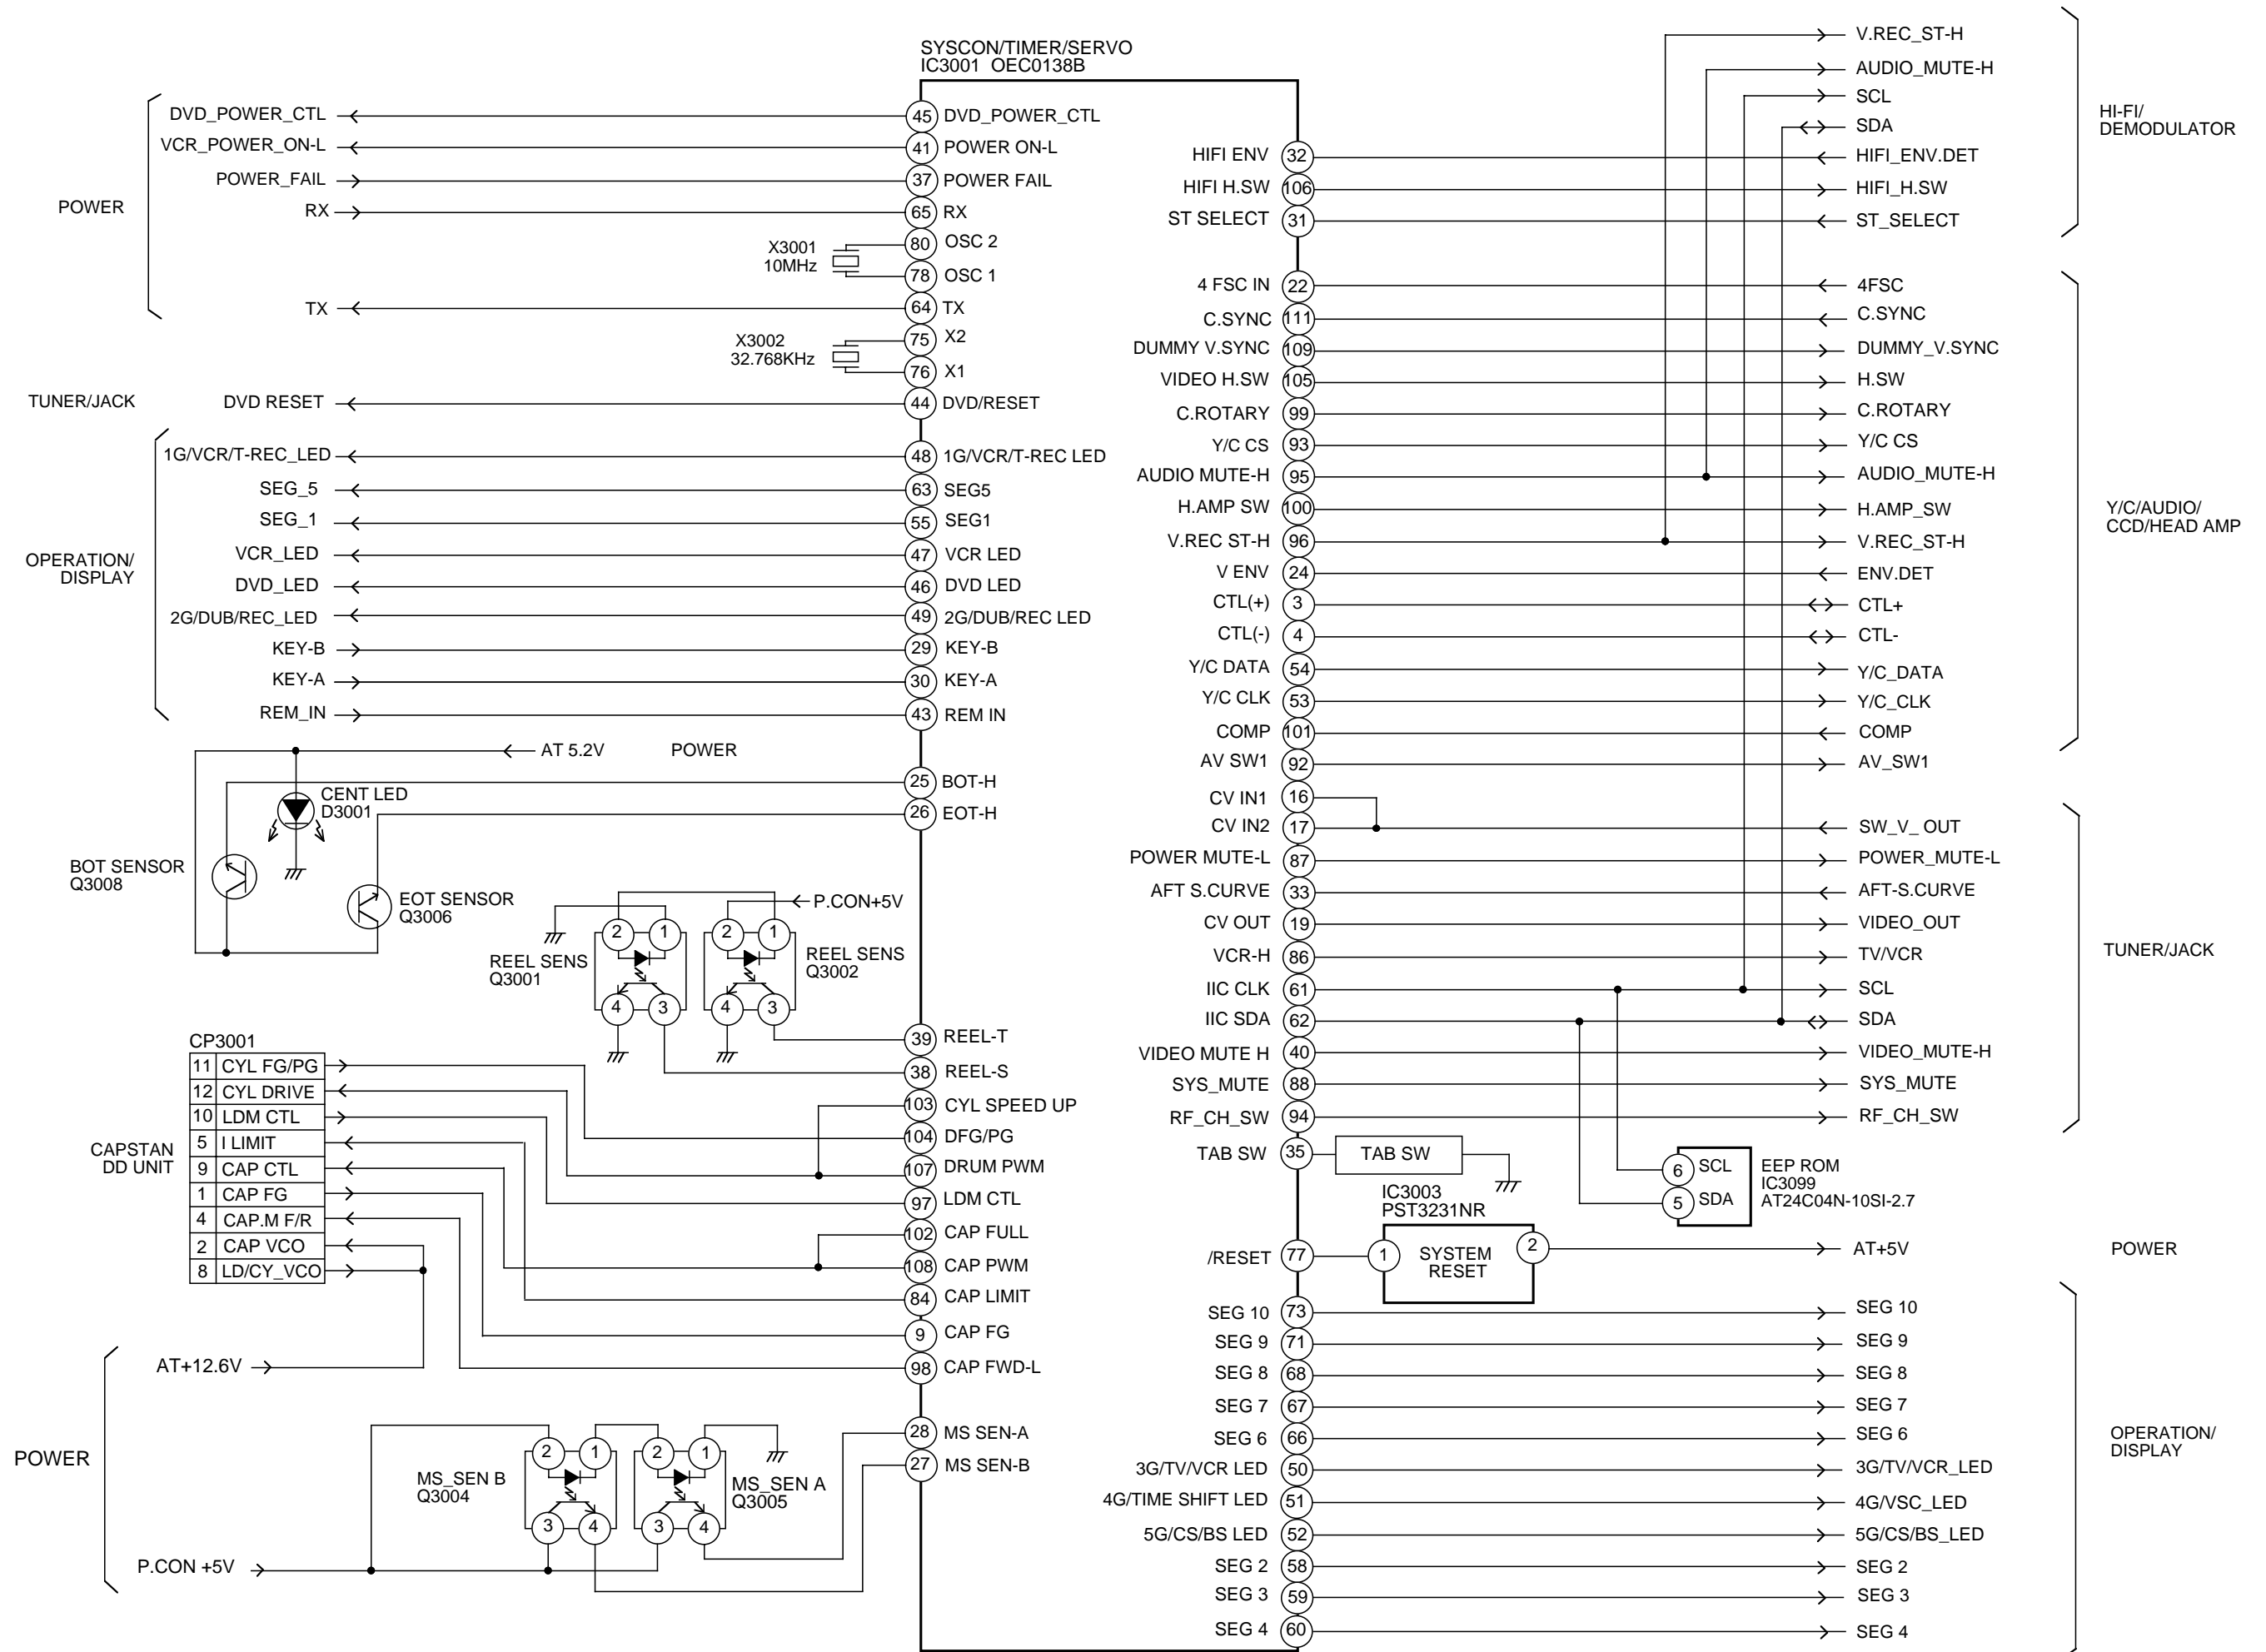 SYSCON/TIMER/SERVO
IC3001 OEC0138B
POWER
DVD_POWER_CTL
VCR_POWER_ON-L
POWER_FAIL
RX
TX
X3001
10MHz
X3002
32.768KHz
45 DVD_POWER_CTL
41 POWER ON-L
37 POWER FAIL
65 RX
80 OSC 2
78 OSC 1
64 TX
75 X2
76 X1
TUNER/JACK
DVD RESET
44 DVD/RESET
OPERATION/
DISPLAY
1G/VCR/T-REC_LED
48 1G/VCR/T-REC LED
SEG_5
63 SEG5
SEG_1
55 SEG1
VCR_LED
47 VCR LED
DVD_LED
46 DVD LED
2G/DUB/REC_LED
49 2G/DUB/REC LED
KEY-B
29 KEY-B
KEY-A
30 KEY-A
REM_IN
43 REM IN
AT 5.2V
POWER
25 BOT-H
26 EOT-H
CENT LED
D3001
BOT SENSOR
Q3008
EOT SENSOR
Q3006
P.CON+5V
2 1
2 1
REEL SENS
Q3001
REEL SENS
Q3002
4 3
4 3
39 REEL-T
38 REEL-S
103 CYL SPEED UP
104 DFG/PG
107 DRUM PWM
97 LDM CTL
102 CAP FULL
108 CAP PWM
84 CAP LIMIT
9 CAP FG
98 CAP FWD-L
CP3001
11 CYL FG/PG
12 CYL DRIVE
10 LDM CTL
5 I LIMIT
9 CAP CTL
1 CAP FG
4 CAP.M F/R
2 CAP VCO
8 LD/CY_VCO
CAPSTAN
DD UNIT
POWER
AT+12.6V
P.CON +5V
28 MS SEN-A
27 MS SEN-B
2 1
2 1
MS_SEN B
Q3004
MS_SEN A
Q3005
3 4
3 4
HIFI ENV 32
HIFI H.SW 106
ST SELECT 31
4 FSC IN 22
C.SYNC 111
DUMMY V.SYNC 109
VIDEO H.SW 105
C.ROTARY 99
Y/C CS 93
AUDIO MUTE-H 95
H.AMP SW 100
V.REC ST-H 96
V ENV 24
CTL(+) 3
CTL(-) 4
Y/C DATA 54
Y/C CLK 53
COMP 101
AV SW1 92
CV IN1 16
CV IN2 17
POWER MUTE-L 87
AFT S.CURVE 33
CV OUT 19
VCR-H 86
IIC CLK 61
IIC SDA 62
VIDEO MUTE H 40
SYS_MUTE 88
RF_CH_SW 94
TAB SW 35
TAB SW
/RESET 77
IC3003
PST3231NR
1
SYSTEM
RESET
2
6 SCL
5 SDA
EEP ROM
IC3099
AT24C04N-10SI-2.7
SEG 10 73
SEG 9 71
SEG 8 68
SEG 7 67
SEG 6 66
3G/TV/VCR LED 50
4G/TIME SHIFT LED 51
5G/CS/BS LED 52
SEG 2 58
SEG 3 59
SEG 4 60
V.REC_ST-H
AUDIO_MUTE-H
SCL
SDA
HIFI_ENV.DET
HIFI_H.SW
ST_SELECT
HI-FI/
DEMODULATOR
4FSC
C.SYNC
DUMMY_V.SYNC
H.SW
C.ROTARY
Y/C CS
AUDIO_MUTE-H
H.AMP_SW
V.REC_ST-H
ENV.DET
CTL+
CTL-
Y/C_DATA
Y/C_CLK
COMP
Y/C/AUDIO/
CCD/HEAD AMP
AV_SW1
SW_V_ OUT
POWER_MUTE-L
AFT-S.CURVE
VIDEO_OUT
TV/VCR
SCL
SDA
VIDEO_MUTE-H
SYS_MUTE
RF_CH_SW
TUNER/JACK
AT+5V
POWER
SEG 10
SEG 9
SEG 8
SEG 7
SEG 6
3G/TV/VCR_LED
4G/VSC_LED
5G/CS/BS_LED
SEG 2
SEG 3
SEG 4
OPERATION/
DISPLAY